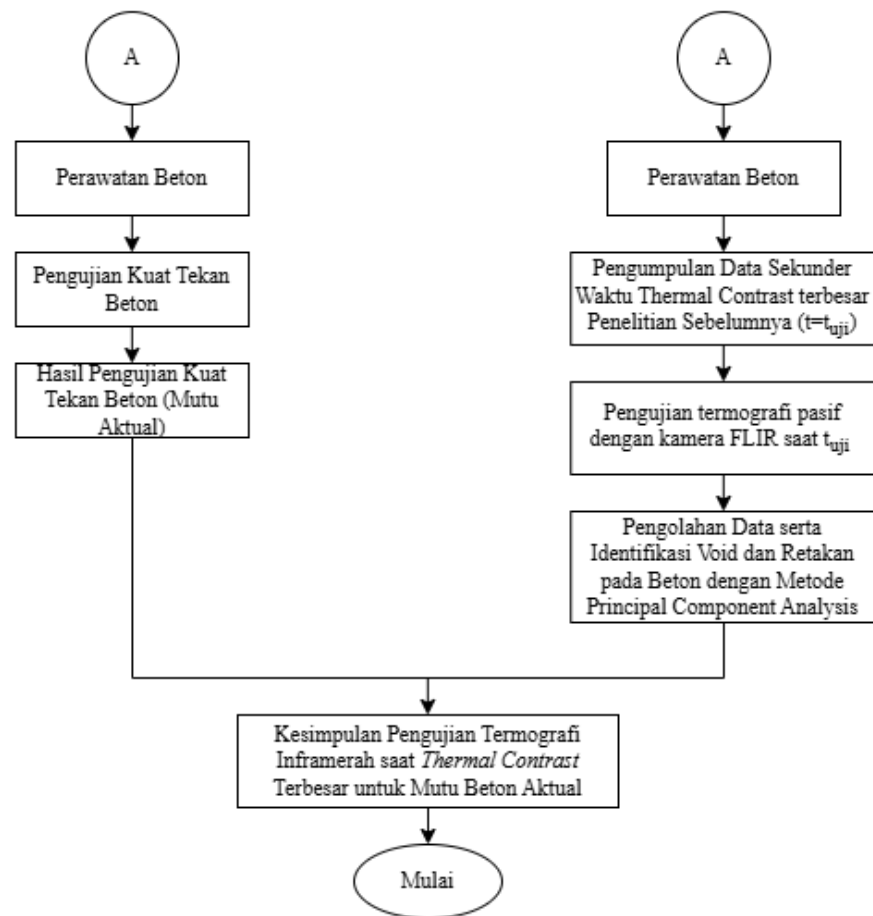 A
Perawatan Beton
Pengujian Kuat Tekan
Beton
Hasil Pengujian Kuat
Tekan Beton (Mutu
Aktual)
A
Perawatan Beton
Pengumpulan Data Sekunder
Waktu Thermal Contrast terbesar
Penelitian Sebelumnya (t=tuji)
Pengujian termografi pasif
dengan kamera FLIR saat tuji
Pengolahan Data serta
Identifikasi Void dan Retakan
pada Beton dengan Metode
Principal Component Analysis
Kesimpulan Pengujian Termografi
Inframerah saat Thermal Contrast
Terbesar untuk Mutu Beton Aktual
Mulai